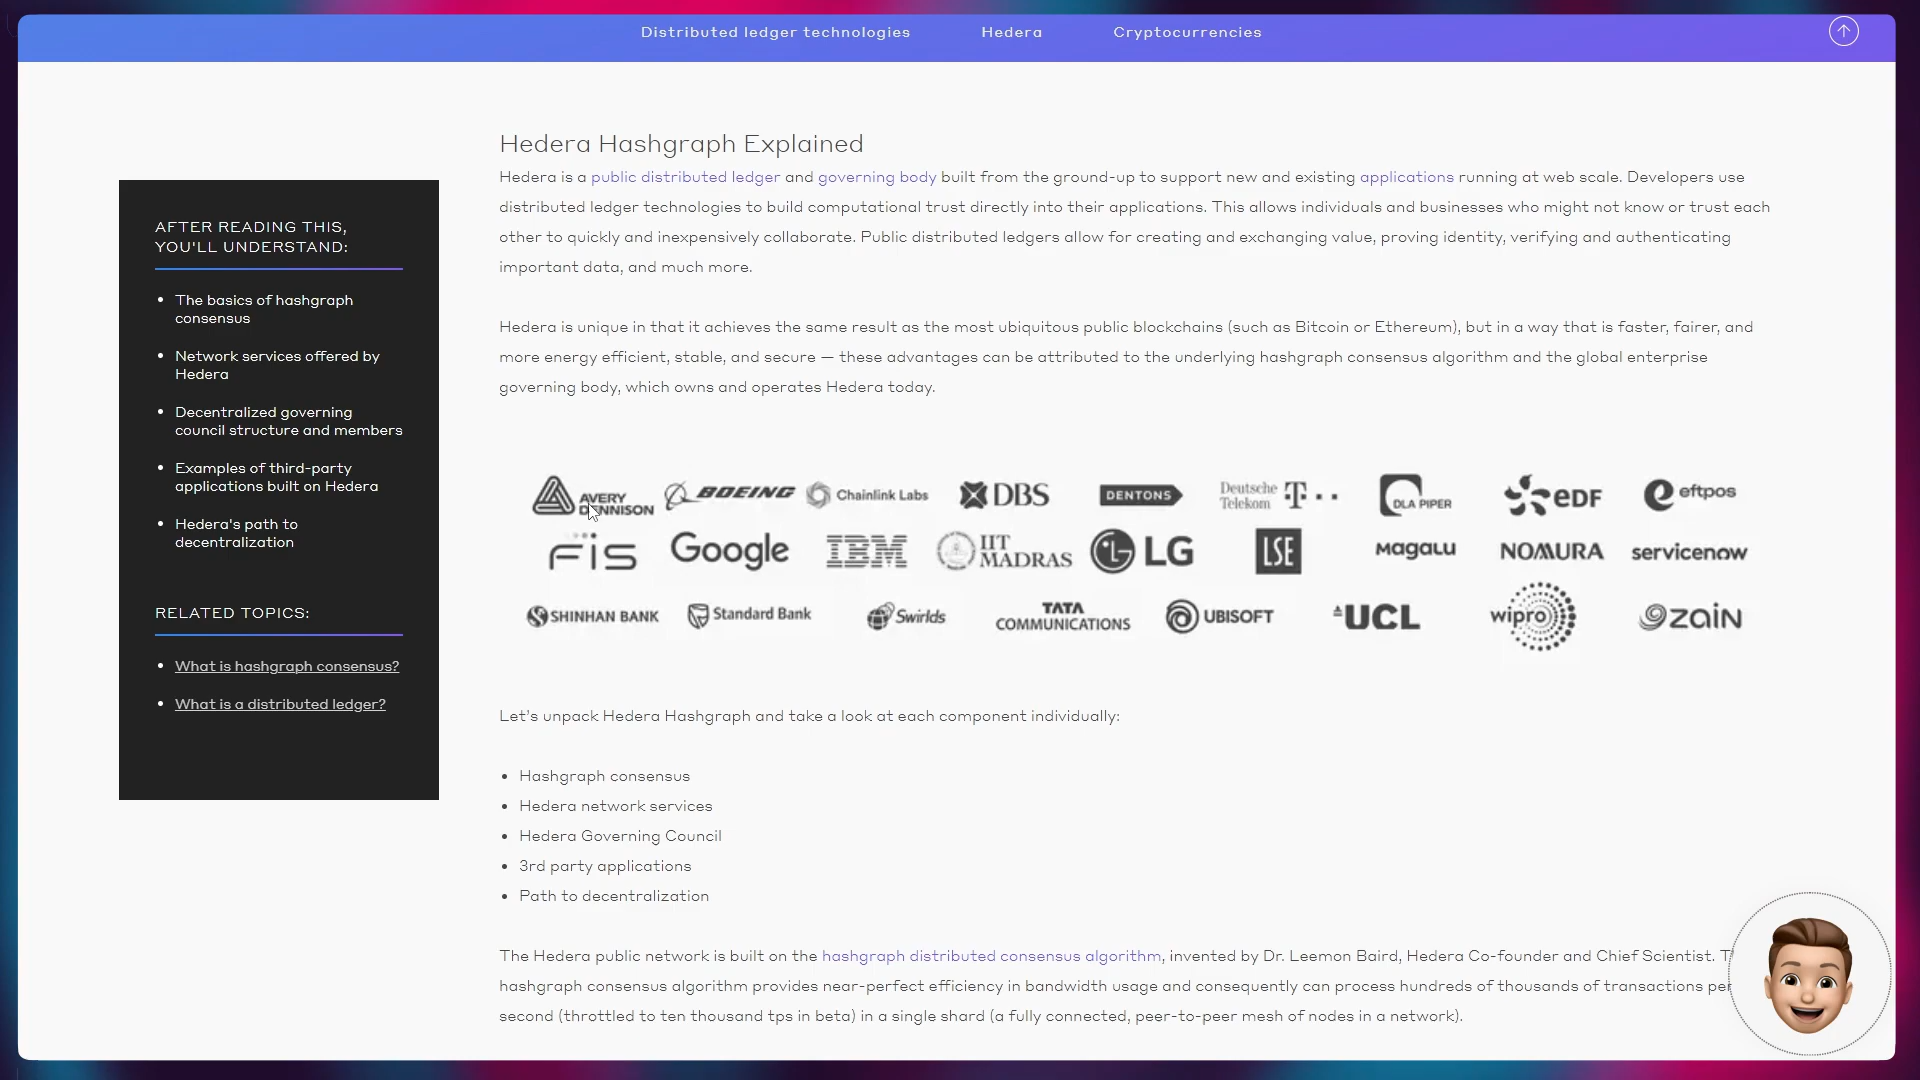 Distributed ledger technologies Hedera Cryptocurrencies
AFTER READING THIS,
YOU'LL UNDERSTAND:
• The basics of hashgraph
consensus
• Network services offered by
Hedera
• Decentralized governing
council structure and members
• Examples of third-party
applications built on Hedera
• Hedera's path to
decentralization
RELATED TOPICS:
• What is hashgraph consensus?
• What is a distributed ledger?
Hedera Hashgraph Explained
Hedera is a public distributed ledger and governing body built from the ground-up to support new and existing applications running at web scale. Developers use
distributed ledger technologies to build computational trust directly into their applications. This allows individuals and businesses who might not know or trust each
other to quickly and inexpensively collaborate. Public distributed ledgers allow for creating and exchanging value, proving identity, verifying and authenticating
important data, and much more.
Hedera is unique in that it achieves the same result as the most ubiquitous public blockchains (such as Bitcoin or Ethereum), but in a way that is faster, fairer, and
more energy efficient, stable, and secure — these advantages can be attributed to the underlying hashgraph consensus algorithm and the global enterprise
governing body, which owns and operates Hedera today.
AVERY DENNISON BOEING Chainlink Labs DBS DENTONS Deutsche Telekom T DLA PIPER eDF eftpos
FIS Google IBM IIT MADRAS LG LSE MAGALU NOMURA servicenow
SHINHAN BANK Standard Bank Swirlds TATA COMMUNICATIONS UBISOFT UCL wipro zain
Let's unpack Hedera Hashgraph and take a look at each component individually:
• Hashgraph consensus
• Hedera network services
• Hedera Governing Council
• 3rd party applications
• Path to decentralization
The Hedera public network is built on the hashgraph distributed consensus algorithm, invented by Dr. Leemon Baird, Hedera Co-founder and Chief Scientist.
hashgraph consensus algorithm provides near-perfect efficiency in bandwidth usage and consequently can process hundreds of thousands of transactions per
second (throttled to ten thousand tps in beta) in a single shard (a fully connected, peer-to-peer mesh of nodes in a network).